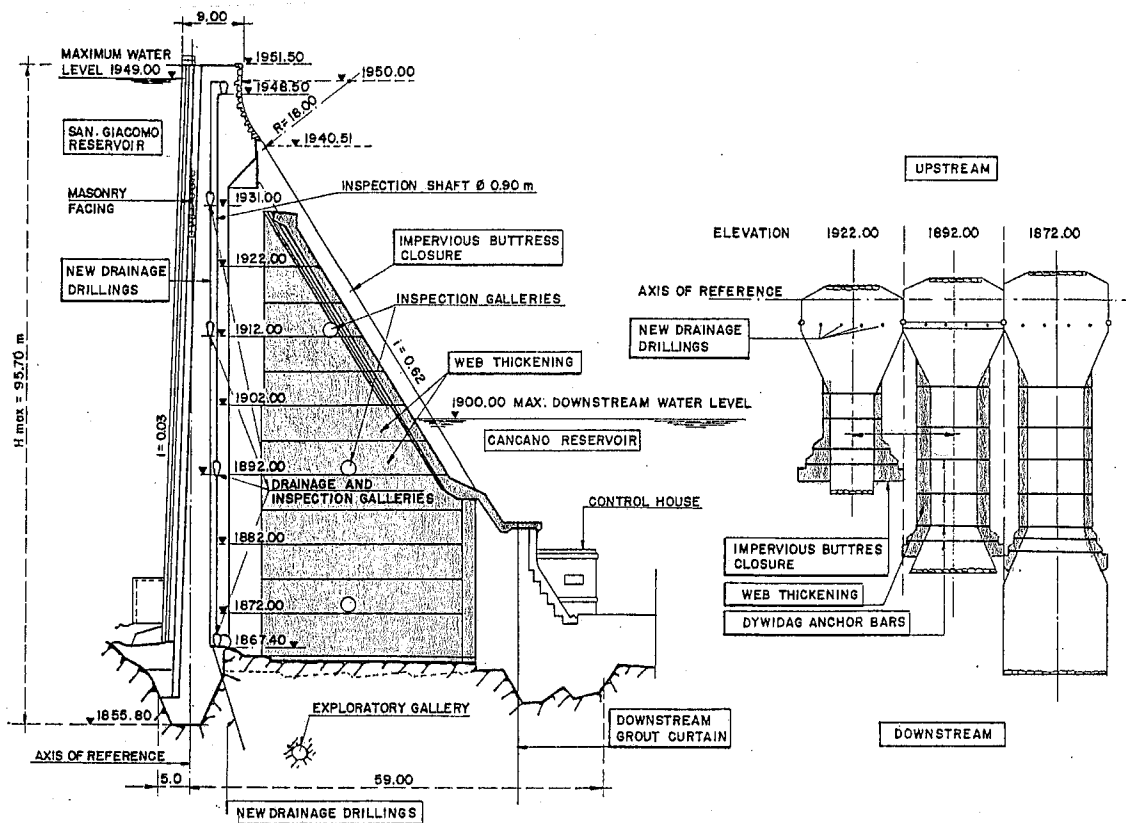 9,00
MAXIMUM WATER
LEVEL 1949.00
1951.50
1950.00
1948.50
R=18.00
1940.51
SAN. GIACOMO
RESERVOIR
MASONRY
FACING
INSPECTION SHAFT Ø 0.90 m
1931.00
IMPERVIOUS BUTTRESS
CLOSURE
NEW DRAINAGE
DRILLINGS
1922.00
INSPECTION GALLERIES
1912.00
WEB THICKENING
i = 0.62
H max = 95.70 m
1902.00
1900.00 MAX. DOWNSTREAM WATER LEVEL
CANCANO RESERVOIR
i = 0.03
1892.00
DRAINAGE AND
INSPECTION GALLERIES
CONTROL HOUSE
1882.00
1872.00
1867.40
1855.80
EXPLORATORY GALLERY
DOWNSTREAM
GROUT CURTAIN
AXIS OF REFERENCE
5.0
59.00
NEW DRAINAGE DRILLINGS
UPSTREAM
ELEVATION 1922.00 1892.00 1872.00
AXIS OF REFERENCE
NEW DRAINAGE
DRILLINGS
IMPERVIOUS BUTTRES
CLOSURE
WEB THICKENING
DYWIDAG ANCHOR BARS
DOWNSTREAM